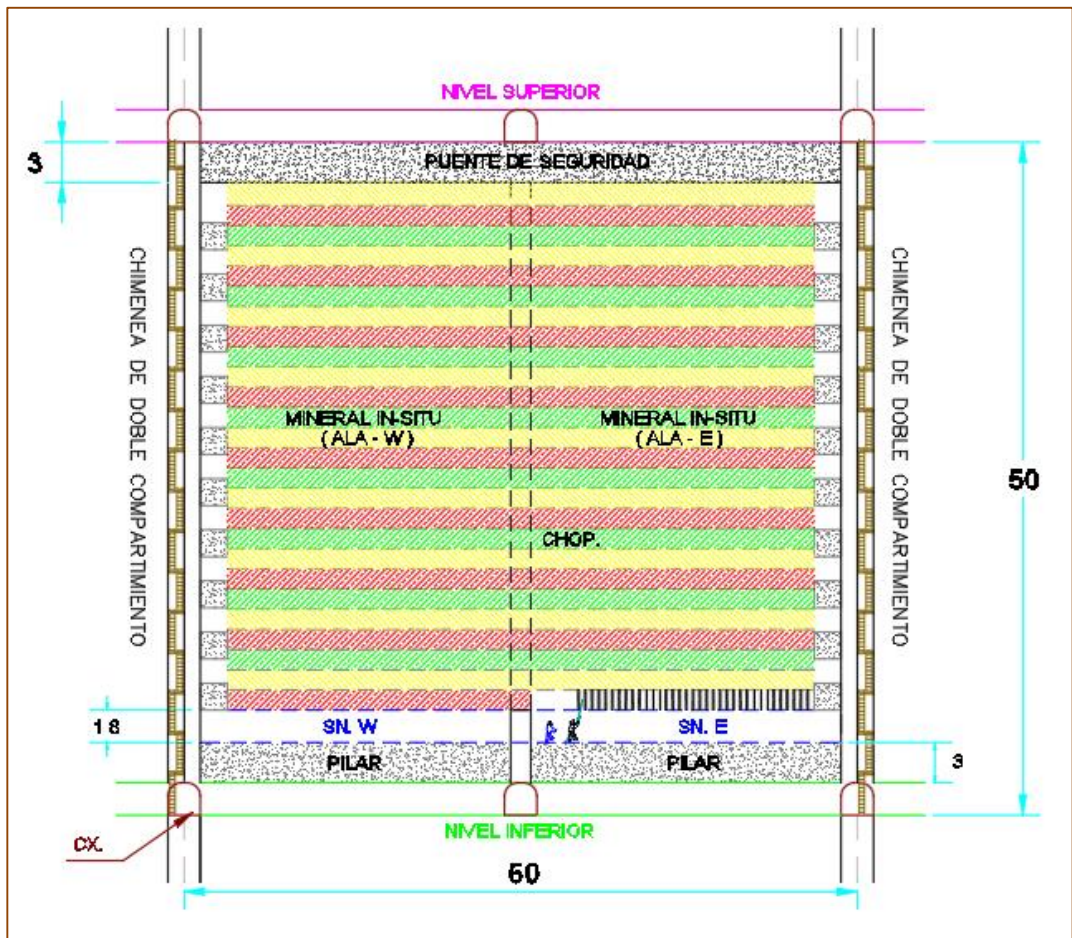 NIVEL SUPERIOR
3
PUENTE DE SEGURIDAD
CHIMENEA DE DOBLE COMPARTIMIENTO
CHIMENEA DE DOBLE COMPARTIMIENTO
MINERAL IN-SITU
( ALA - W )
MINERAL IN-SITU
( ALA - E )
50
CHOP.
1 8
SN. W
SN. E
PILAR
PILAR
3
NIVEL INFERIOR
CX.
50